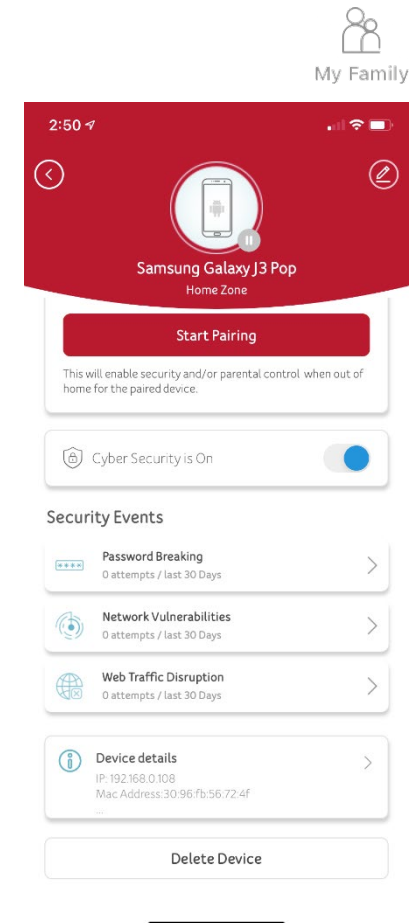 My Family
2:50
Samsung Galaxy J3 Pop
Home Zone
Start Pairing
This will enable security and/or parental control when out of
home for the paired device.
Cyber Security is On
Security Events
Password Breaking
0 attempts / last 30 Days
Network Vulnerabilities
0 attempts / last 30 Days
Web Traffic Disruption
0 attempts / last 30 Days
Device details
IP: 192.168.0.108
Mac Address:30:96:fb:56:72:4f
...
Delete Device